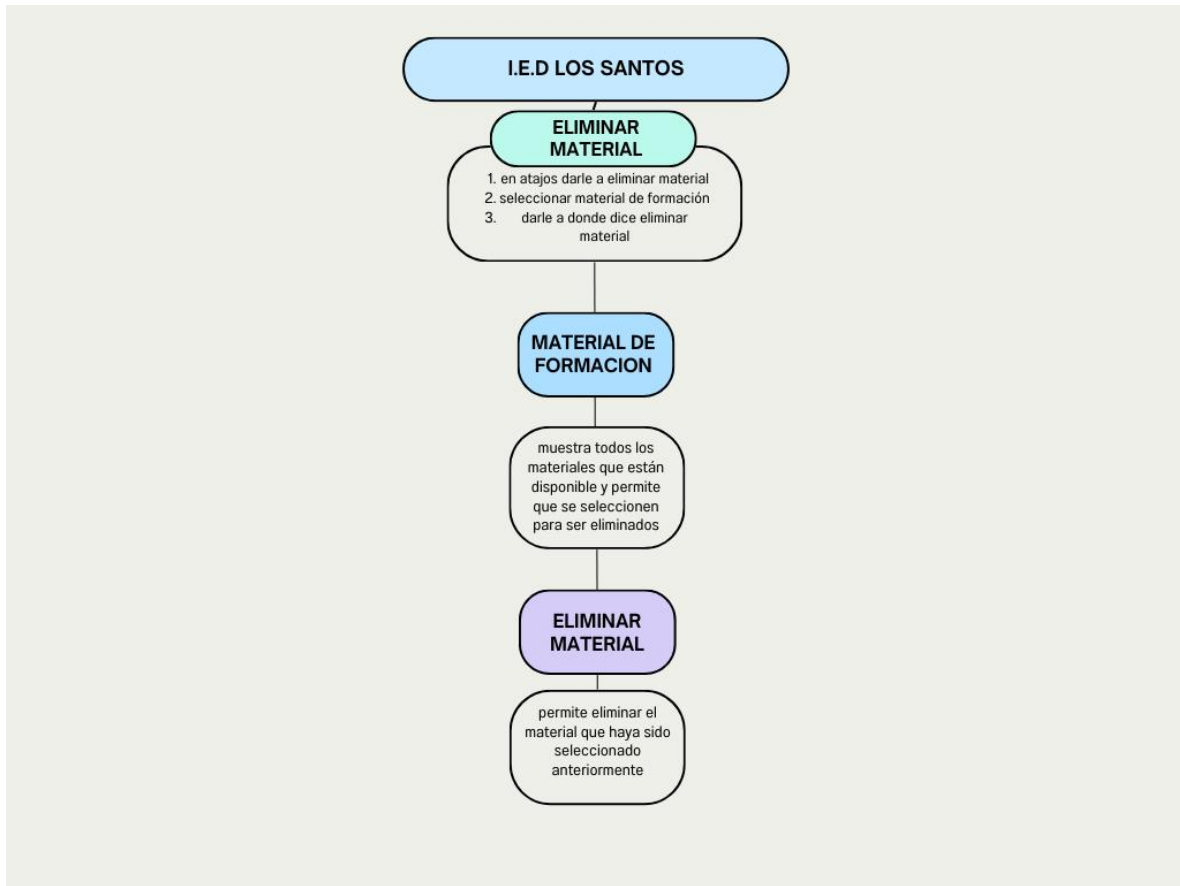 I.E.D LOS SANTOS
ELIMINAR
MATERIAL
1. en atajos darle a eliminar material
2. seleccionar material de formación
3. darle a donde dice eliminar
material
MATERIAL DE
FORMACION
muestra todos los
materiales que están
disponible y permite
que se seleccionen
para ser eliminados
ELIMINAR
MATERIAL
permite eliminar el
material que haya sido
seleccionado
anteriormente